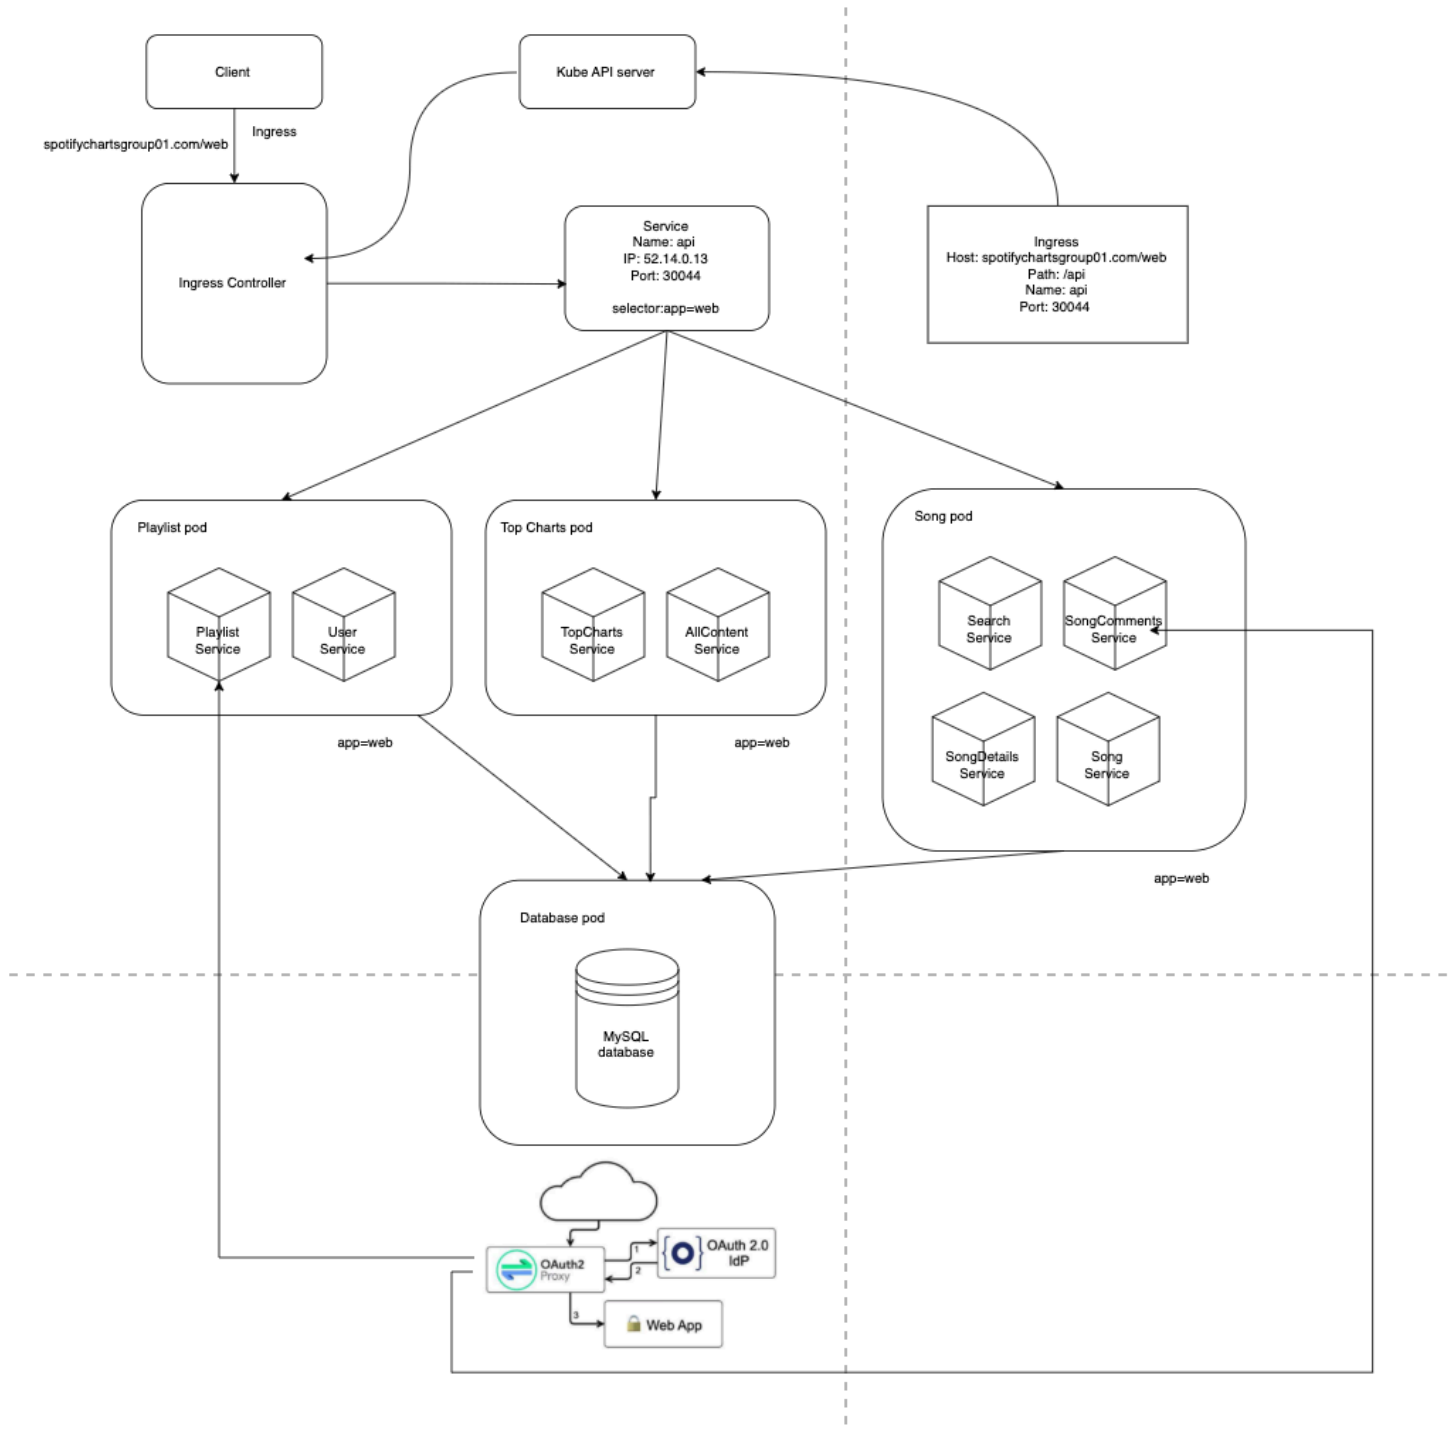 Client
Kube API server
Ingress
spotifychartsgroup01.com/web
Ingress Controller
Service
Name: api
IP: 52.14.0.13
Port: 30044
selector:app=web
Ingress
Host: spotifychartsgroup01.com/web
Path: /api
Name: api
Port: 30044
Playlist pod
Playlist
Service
User
Service
app=web
Top Charts pod
TopCharts
Service
AllContent
Service
app=web
Song pod
Search
Service
SongComments
Service
SongDetails
Service
Song
Service
app=web
Database pod
MySQL
database
OAuth2
Proxy
1
2
OAuth 2.0
IdP
3
Web App